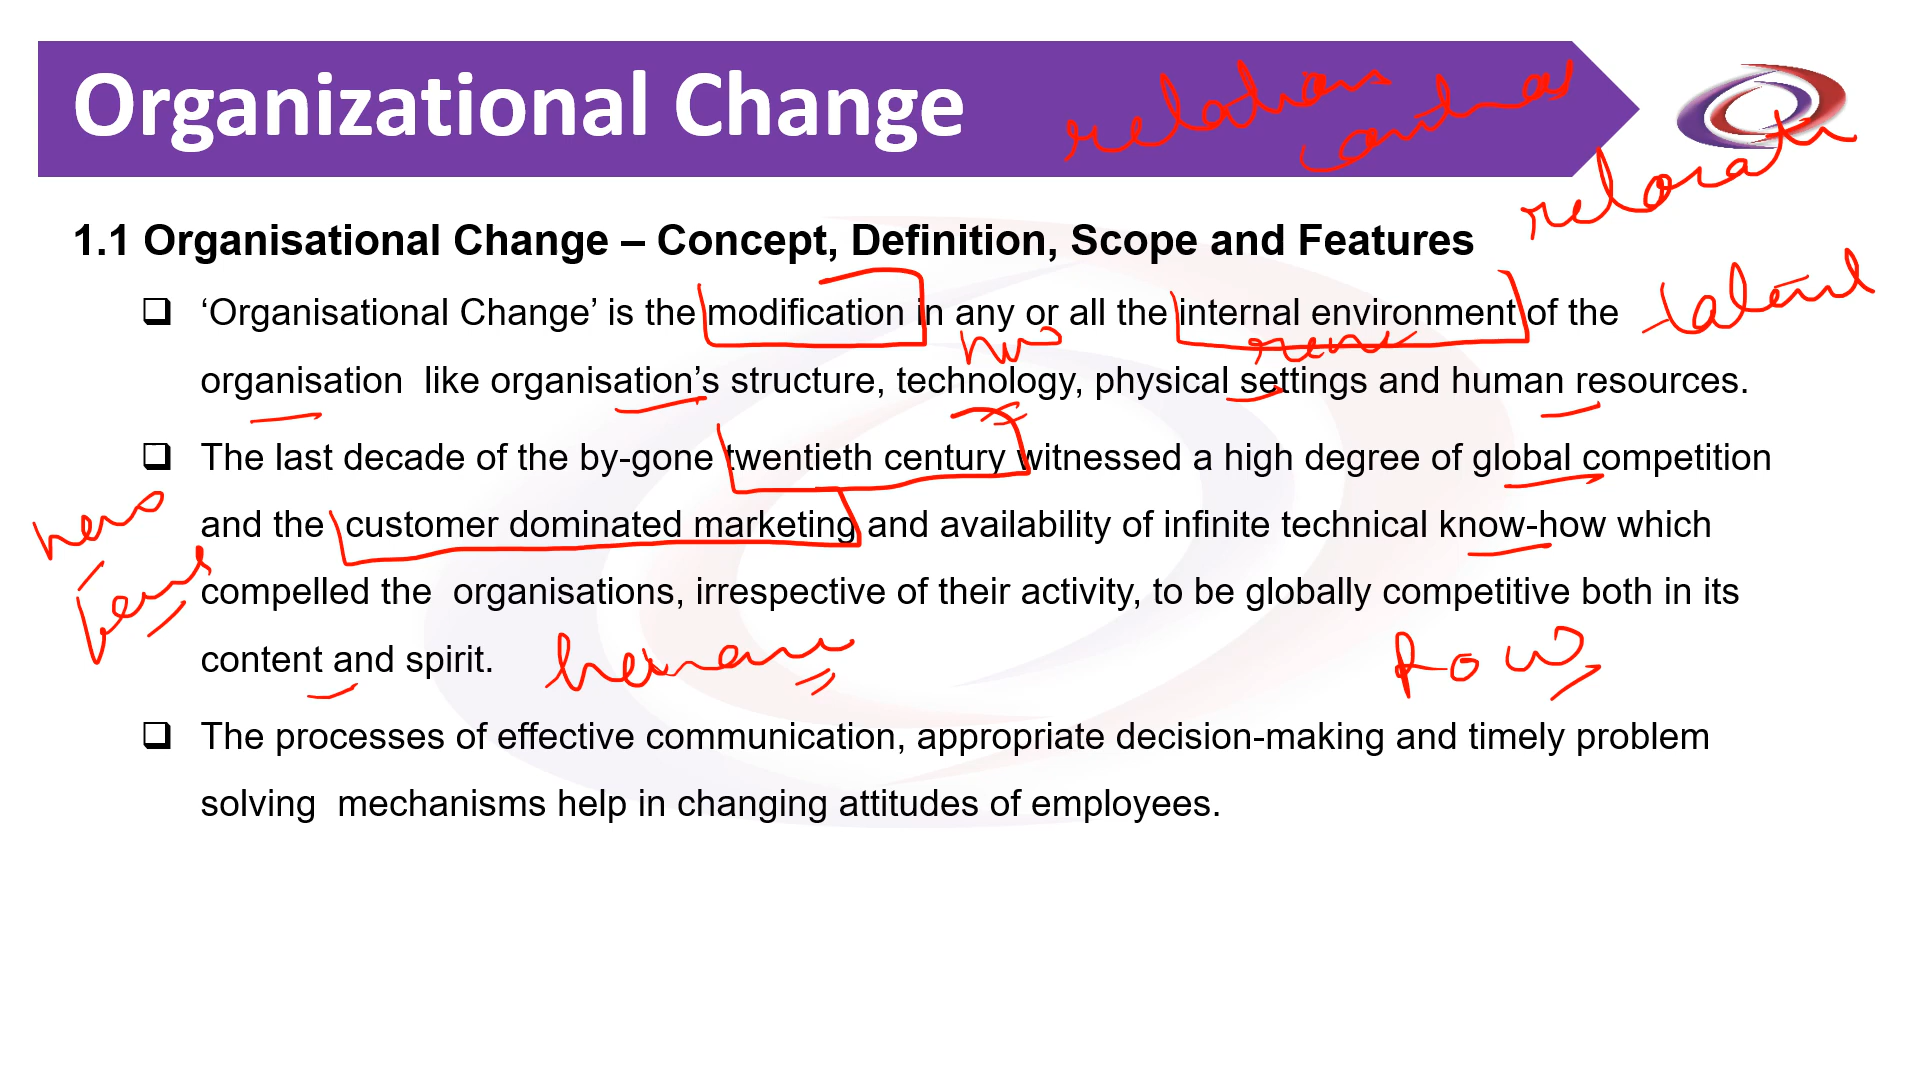 Organizational Change
relations
relocati
talent
1.1 Organisational Change – Concept, Definition, Scope and Features
❑ ‘Organisational Change’ is the modification in any or all the internal environment of the
organisation like organisation’s structure, technology, physical settings and human resources.
❑ The last decade of the by-gone twentieth century witnessed a high degree of global competition
and the customer dominated marketing and availability of infinite technical know-how which
compelled the organisations, irrespective of their activity, to be globally competitive both in its
content and spirit.
❑ The processes of effective communication, appropriate decision-making and timely problem
solving mechanisms help in changing attitudes of employees.